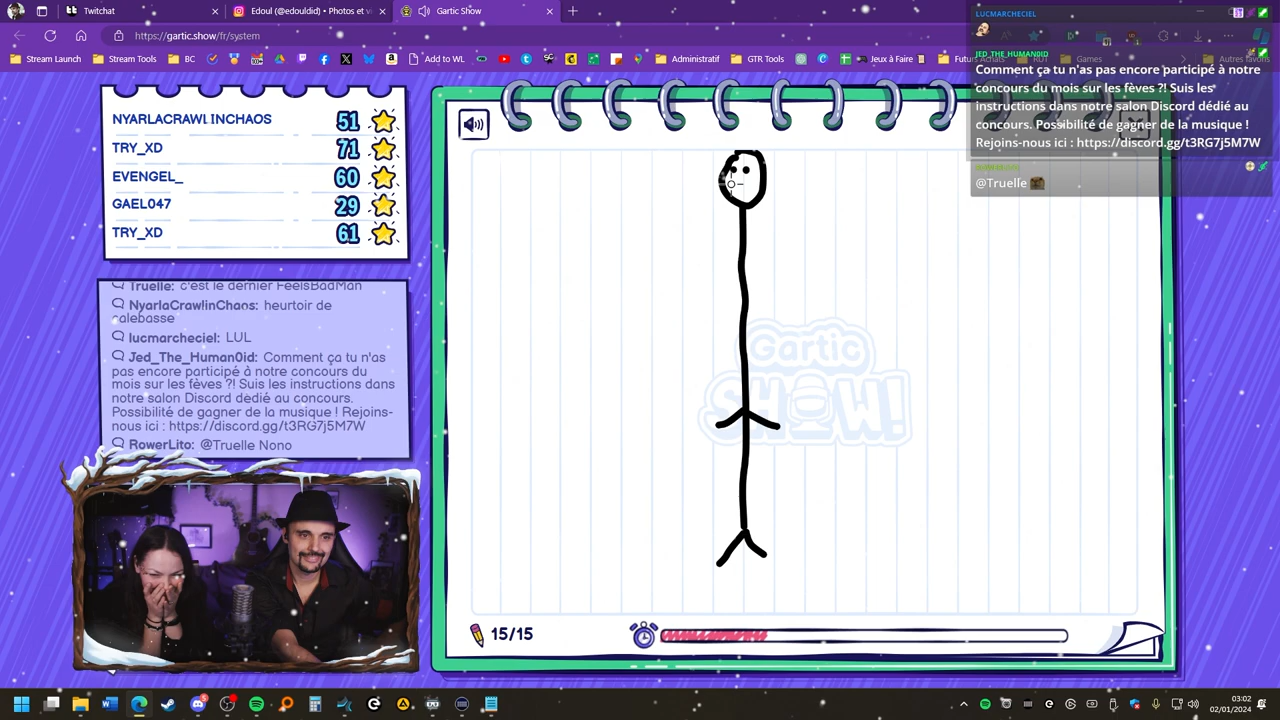 Twitchat
Edoul (@edouldid) • Photos et v
Gartic Show
https://gartic.show/fr/system
Stream Launch
Stream Tools
BC
Add to WL
Administratif
GTR Tools
Jeux à Faire
Games
Autres favoris
LUCMARCHECIEL
JED_THE_HUMAN0ID
Comment ça tu n'as pas encore participé à notre
concours du mois sur les fèves ?! Suis les
instructions dans notre salon Discord dédié au
concours. Possibilité de gagner de la musique !
Rejoins-nous ici : https://discord.gg/t3RG7j5M7W
@Truelle
NYARLACRAWLINCHAOS 51
TRY_XD 71
EVENGEL_ 60
GAEL047 29
TRY_XD 61
Truelle: c'est le dernier FeelsBadMan
NyarlaCrawlinChaos: heurtoir de
calebasse
lucmarcheciel: LUL
Jed_The_Human0id: Comment ça tu n'as
pas encore participé à notre concours du
mois sur les fèves ?! Suis les instructions dans
notre salon Discord dédié au concours.
Possibilité de gagner de la musique ! Rejoins-
nous ici : https://discord.gg/t3RG7j5M7W
RowerLito: @Truelle Nono
Gartic
SHOW!
15/15
03:02
02/01/2024